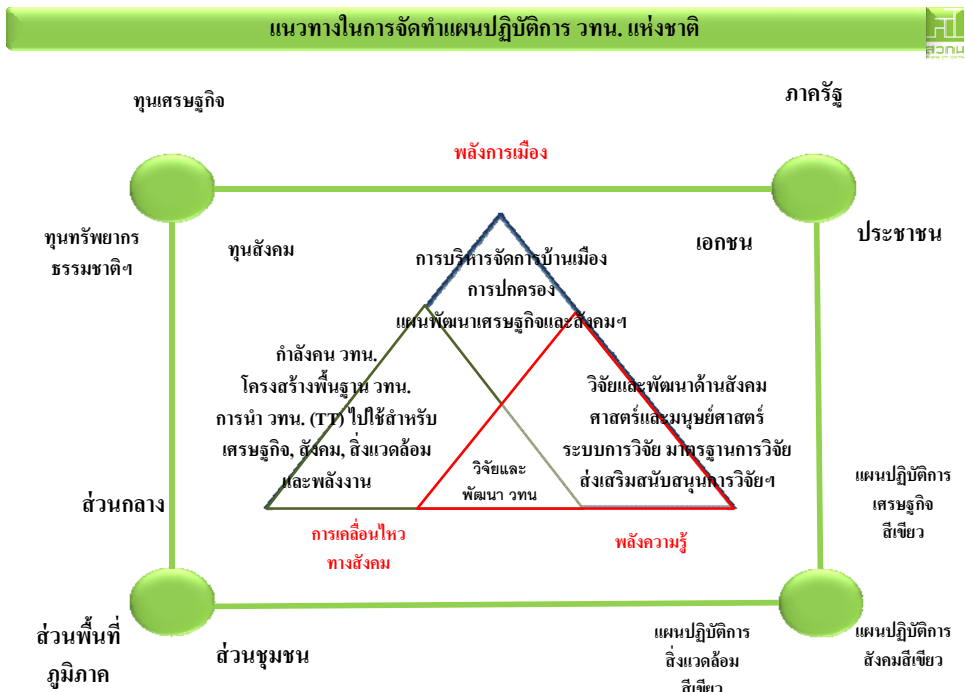 แนวทางในการจัดทำแผนปฏิบัติการ วทน. แห่งชาติ
สวทน
ทุนเศรษฐกิจ
ภาครัฐ
พลังการเมือง
ทุนทรัพยากร
ธรรมชาติฯ
ทุนสังคม
เอกชน
ประชาชน
การบริหารจัดการบ้านเมือง
การปกครอง
แผนพัฒนาเศรษฐกิจและสังคมฯ
กำลังคน วทน.
โครงสร้างพื้นฐาน วทน.
การนำ วทน. (TT) ไปใช้สำหรับ
เศรษฐกิจ, สังคม, สิ่งแวดล้อม
และพลังงาน
วิจัยและพัฒนาด้านสังคม
ศาสตร์และมนุษย์ศาสตร์
ระบบการวิจัย มาตรฐานการวิจัย
ส่งเสริมสนับสนุนการวิจัยฯ
วิจัยและ
พัฒนา วทน
ส่วนกลาง
แผนปฏิบัติการ
เศรษฐกิจ
สีเขียว
การเคลื่อนไหว
ทางสังคม
พลังความรู้
ส่วนพื้นที่
ภูมิภาค
ส่วนชุมชน
แผนปฏิบัติการ
สิ่งแวดล้อม
สีเขียว
แผนปฏิบัติการ
สังคมสีเขียว